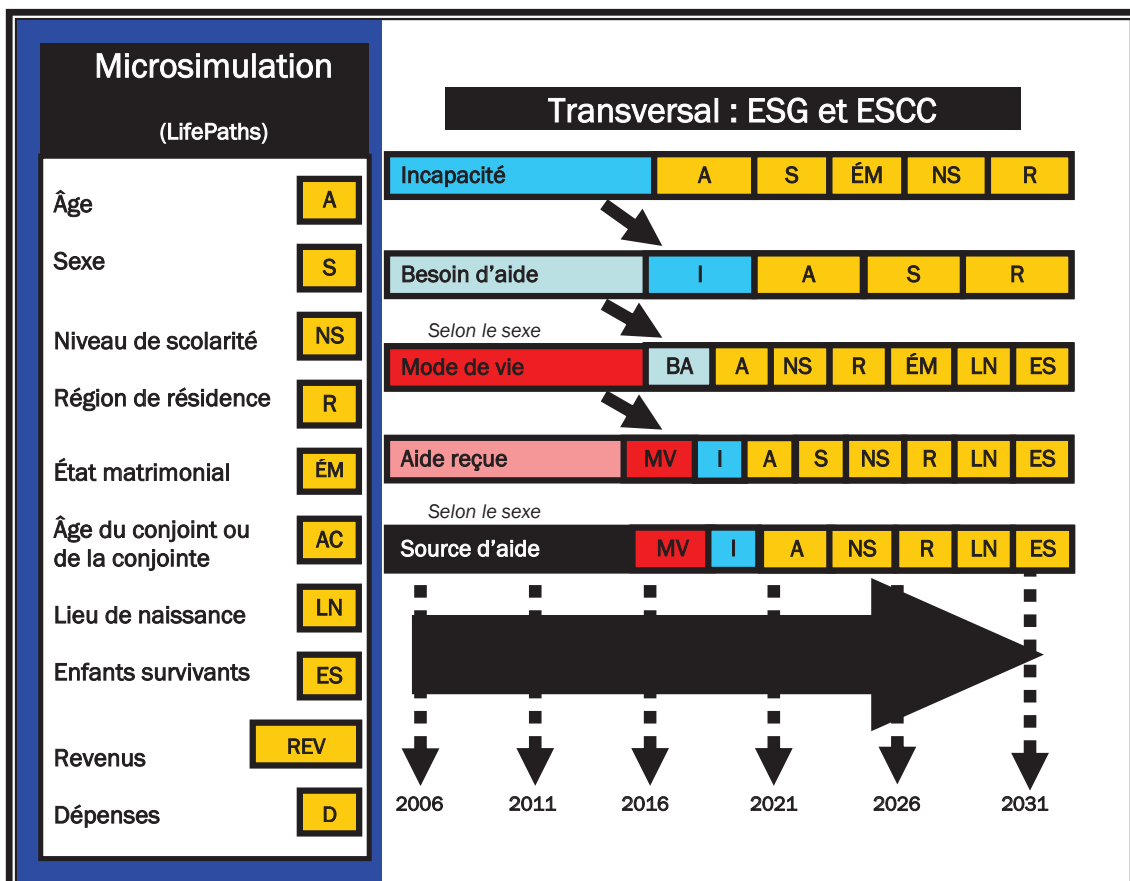 Microsimulation
(LifePaths)
Âge
A
Sexe
S
Niveau de scolarité
NS
Région de résidence
R
État matrimonial
ÉM
Âge du conjoint ou
de la conjointe
AC
Lieu de naissance
LN
Enfants survivants
ES
Revenus
REV
Dépenses
D
Transversal : ESG et ESCC
Incapacité A S ÉM NS R
Besoin d'aide I A S R
Selon le sexe
Mode de vie BA A NS R ÉM LN ES
Aide reçue MV I A S NS R LN ES
Selon le sexe
Source d'aide MV I A NS R LN ES
2006 2011 2016 2021 2026 2031